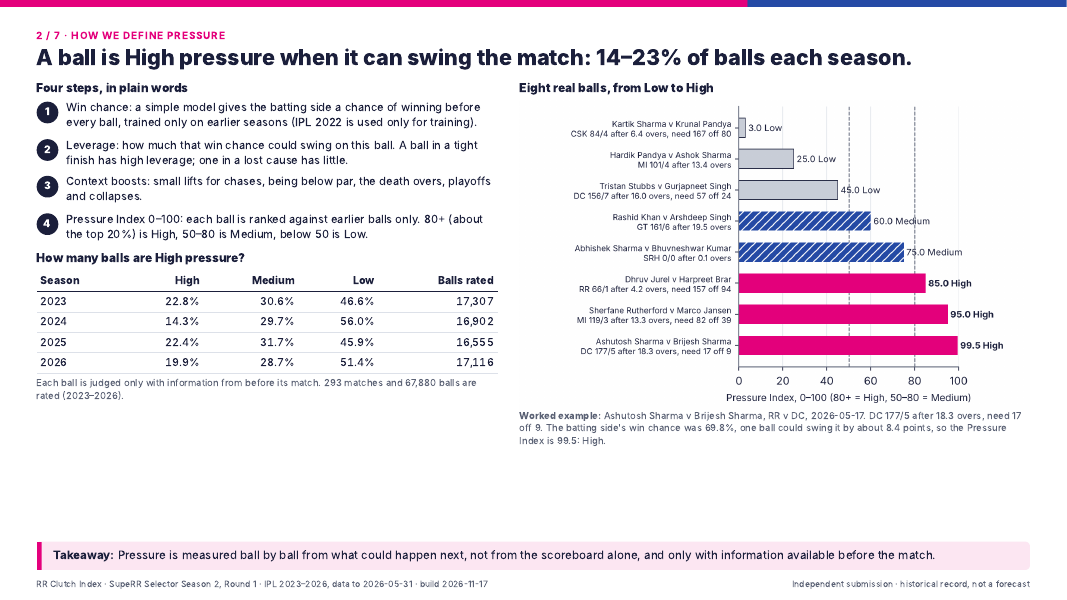 2 / 7 · HOW WE DEFINE PRESSURE
A ball is High pressure when it can swing the match: 14–23% of balls each season.
Four steps, in plain words
1 Win chance: a simple model gives the batting side a chance of winning before
every ball, trained only on earlier seasons (IPL 2022 is used only for training).
2 Leverage: how much that win chance could swing on this ball. A ball in a tight
finish has high leverage; one in a lost cause has little.
3 Context boosts: small lifts for chases, being below par, the death overs, playoffs
and collapses.
4 Pressure Index 0–100: each ball is ranked against earlier balls only. 80+ (about
the top 20%) is High, 50–80 is Medium, below 50 is Low.
How many balls are High pressure?
Season High Medium Low Balls rated
2023 22.8% 30.6% 46.6% 17,307
2024 14.3% 29.7% 56.0% 16,902
2025 22.4% 31.7% 45.9% 16,555
2026 19.9% 28.7% 51.4% 17,116
Each ball is judged only with information from before its match. 293 matches and 67,880 balls are
rated (2023–2026).
Eight real balls, from Low to High
Kartik Sharma v Krunal Pandya
CSK 84/4 after 6.4 overs, need 167 off 80
3.0 Low
Hardik Pandya v Ashok Sharma
MI 101/4 after 13.4 overs
25.0 Low
Tristan Stubbs v Gurjapneet Singh
DC 156/7 after 16.0 overs, need 57 off 24
45.0 Low
Rashid Khan v Arshdeep Singh
GT 161/6 after 19.5 overs
60.0 Medium
Abhishek Sharma v Bhuvneshwar Kumar
SRH 0/0 after 0.1 overs
75.0 Medium
Dhruv Jurel v Harpreet Brar
RR 66/1 after 4.2 overs, need 157 off 94
85.0 High
Sherfane Rutherford v Marco Jansen
MI 119/3 after 13.3 overs, need 82 off 39
95.0 High
Ashutosh Sharma v Brijesh Sharma
DC 177/5 after 18.3 overs, need 17 off 9
99.5 High
0 20 40 60 80 100
Pressure Index, 0–100 (80+ = High, 50–80 = Medium)
Worked example: Ashutosh Sharma v Brijesh Sharma, RR v DC, 2026-05-17. DC 177/5 after 18.3 overs, need 17
off 9. The batting side's win chance was 69.8%, one ball could swing it by about 8.4 points, so the Pressure
Index is 99.5: High.
Takeaway: Pressure is measured ball by ball from what could happen next, not from the scoreboard alone, and only with information available before the match.
RR Clutch Index · SupeRR Selector Season 2, Round 1 · IPL 2023–2026, data to 2026-05-31 · build 2026-11-17
Independent submission · historical record, not a forecast